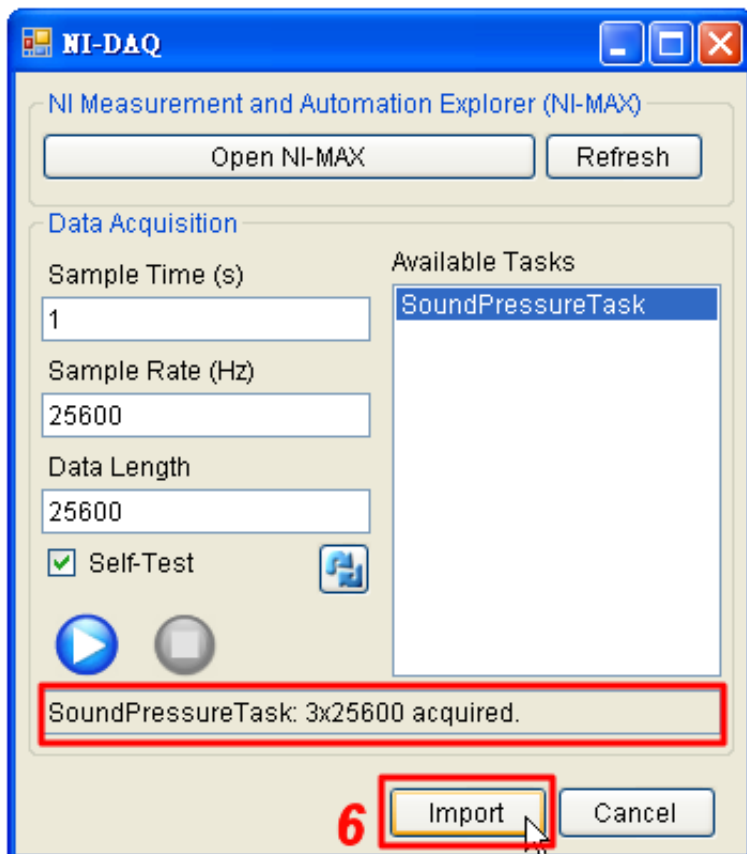 NI-DAQ
NI Measurement and Automation Explorer (NI-MAX)
Open NI-MAX
Refresh
Data Acquisition
Sample Time (s)
1
Sample Rate (Hz)
25600
Data Length
25600
Self-Test
Available Tasks
SoundPressureTask
SoundPressureTask: 3x25600 acquired.
6
Import
Cancel